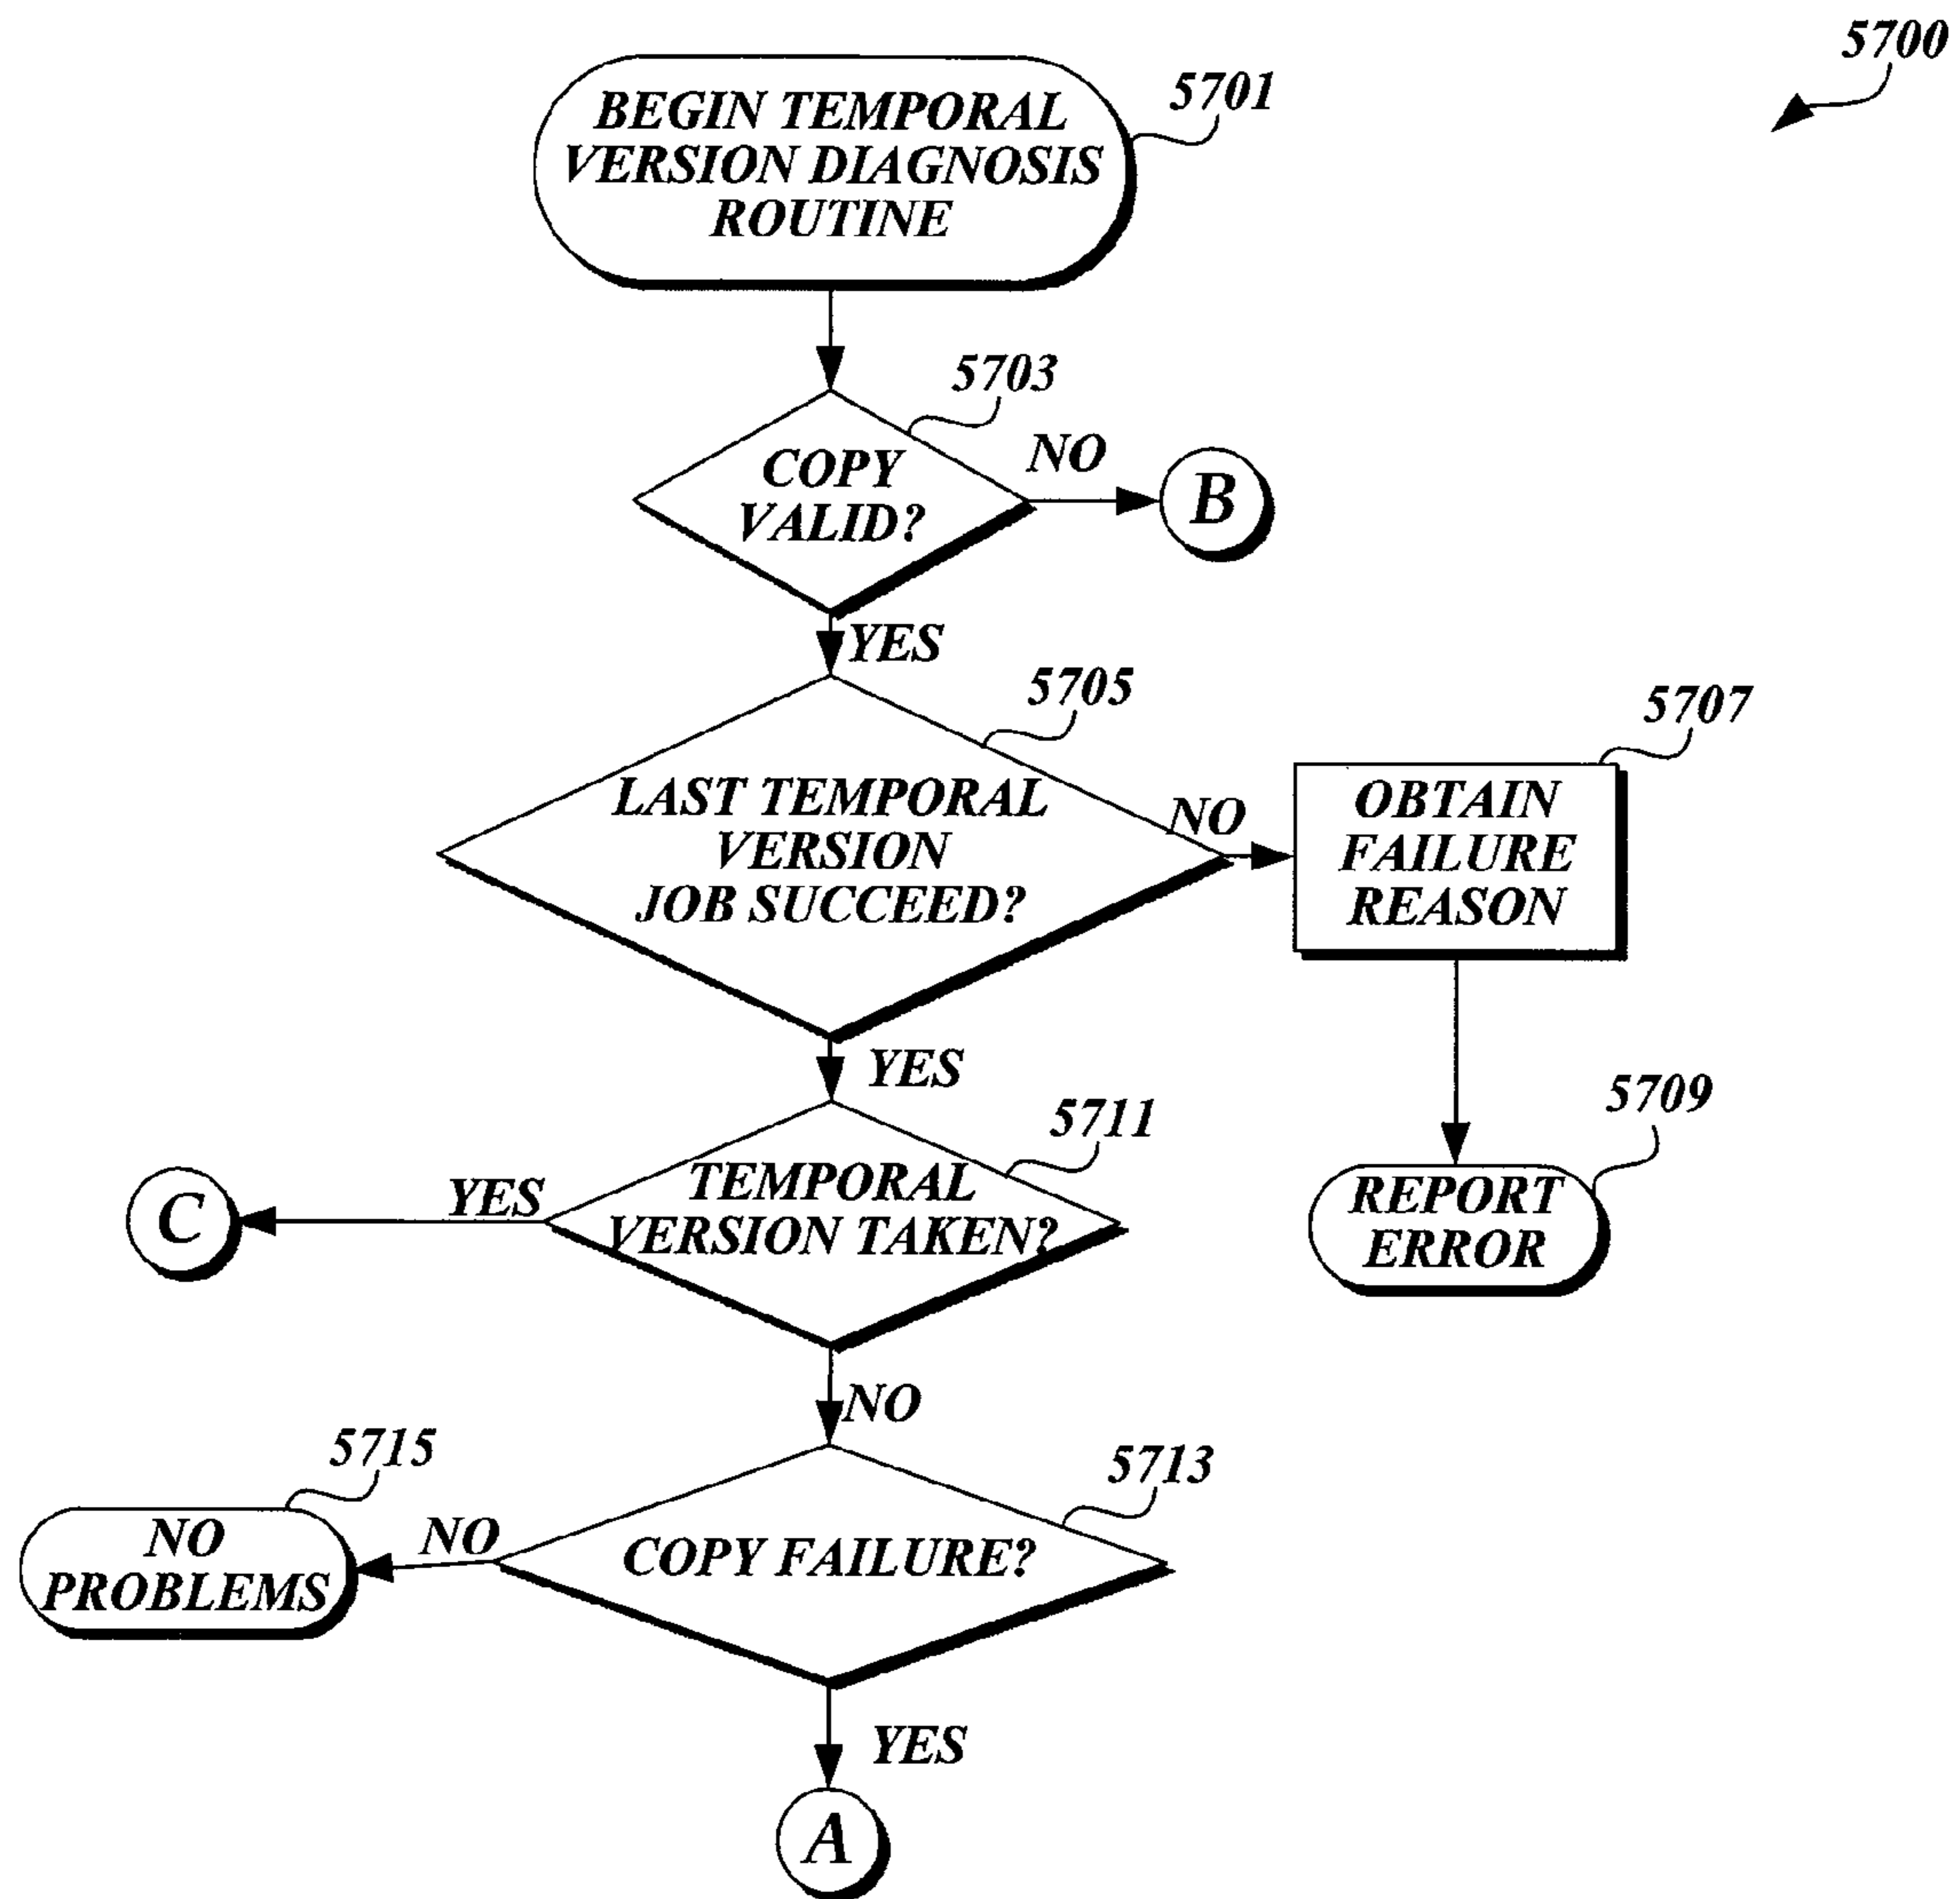 5700
5701
BEGIN TEMPORAL
VERSION DIAGNOSIS
ROUTINE
5703
COPY
VALID?
NO
B
YES
5705
LAST TEMPORAL
VERSION
JOB SUCCEED?
NO
5707
OBTAIN
FAILURE
REASON
YES
5709
REPORT
ERROR
5711
TEMPORAL
VERSION TAKEN?
YES
C
NO
5713
COPY FAILURE?
NO
5715
NO
PROBLEMS
YES
A